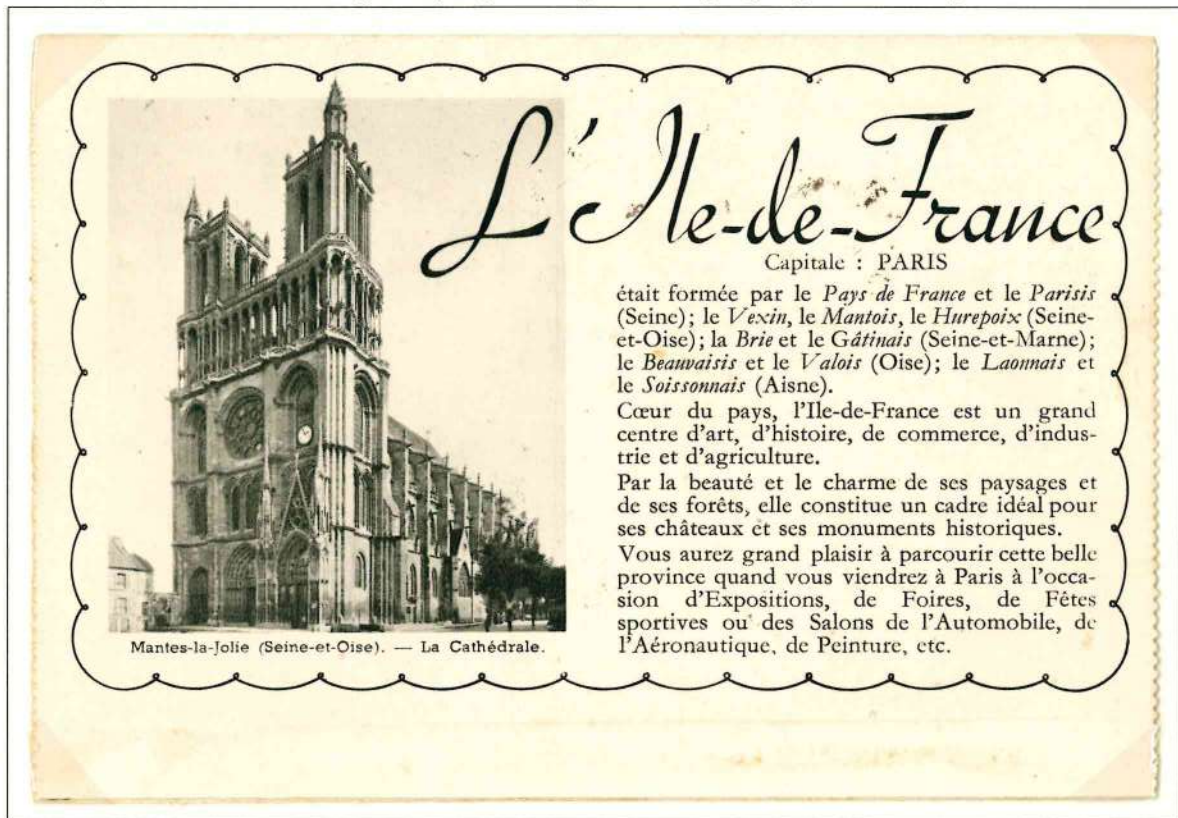 L'Ile-de-France
Capitale : PARIS
était formée par le Pays de France et le Parisis
(Seine) ; le Vexin, le Mantois, le Hurepoix (Seine-
et-Oise) ; la Brie et le Gâtinais (Seine-et-Marne) ;
le Beauvaisis et le Valois (Oise) ; le Laonnais et
le Soissonnais (Aisne).
Cœur du pays, l'Ile-de-France est un grand
centre d'art, d'histoire, de commerce, d'indus-
trie et d'agriculture.
Par la beauté et le charme de ses paysages et
de ses forêts, elle constitue un cadre idéal pour
ses châteaux et ses monuments historiques.
Vous aurez grand plaisir à parcourir cette belle
province quand vous viendrez à Paris à l'occa-
sion d'Expositions, de Foires, de Fêtes
sportives ou des Salons de l'Automobile, de
l'Aéronautique, de Peinture, etc.
Mantes-la-Jolie (Seine-et-Oise). — La Cathédrale.